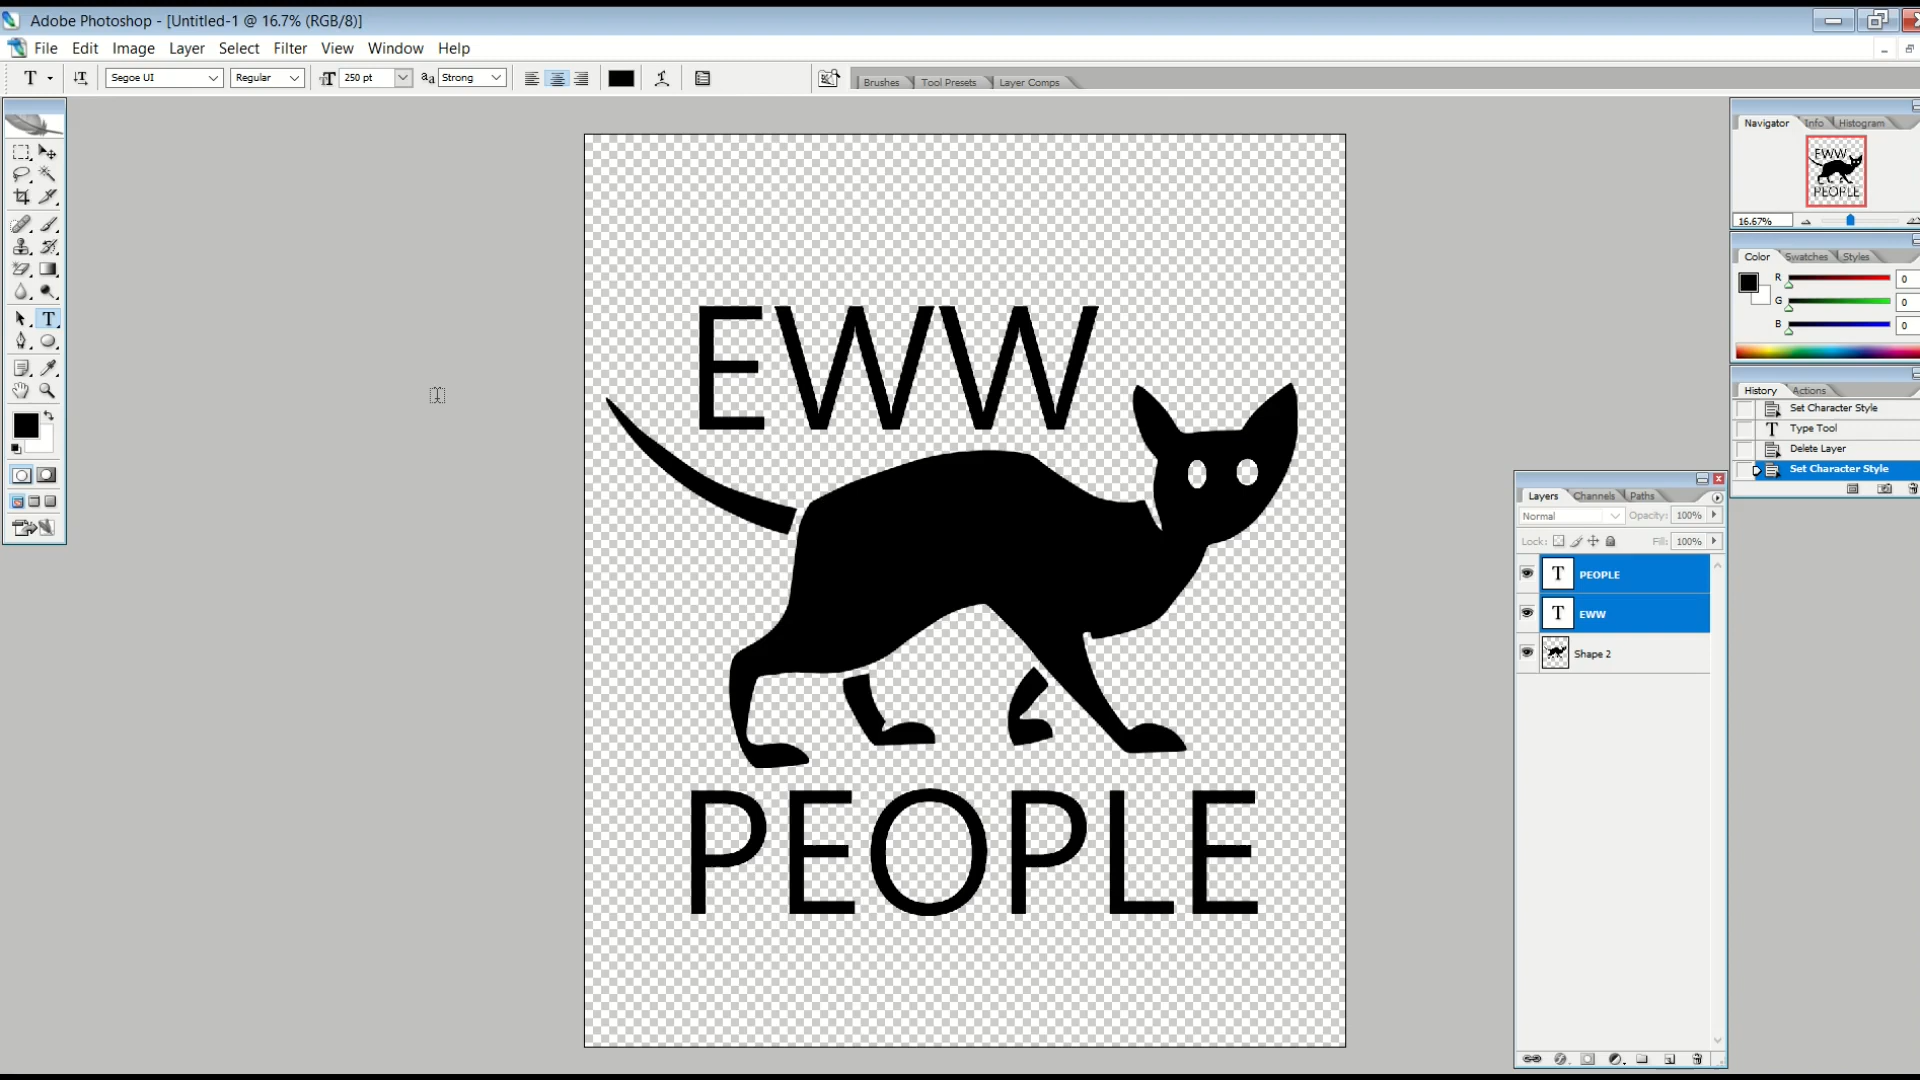 Adobe Photoshop - [Untitled-1 @ 16.7% (RGB/8)]
File Edit Image Layer Select Filter View Window Help
T Segoe UI Regular T 250 pt aa Strong Brushes Tool Presets Layer Comps
Navigator Info Histogram
EWW
PEOPLE
16.67%
Color Swatches Styles
R 0
G 0
B 0
History Actions
Set Character Style
T Type Tool
Delete Layer
Set Character Style
Layers Channels Paths
Normal Opacity: 100%
Lock: Fill: 100%
T PEOPLE
T EWW
Shape 2
EWW
PEOPLE